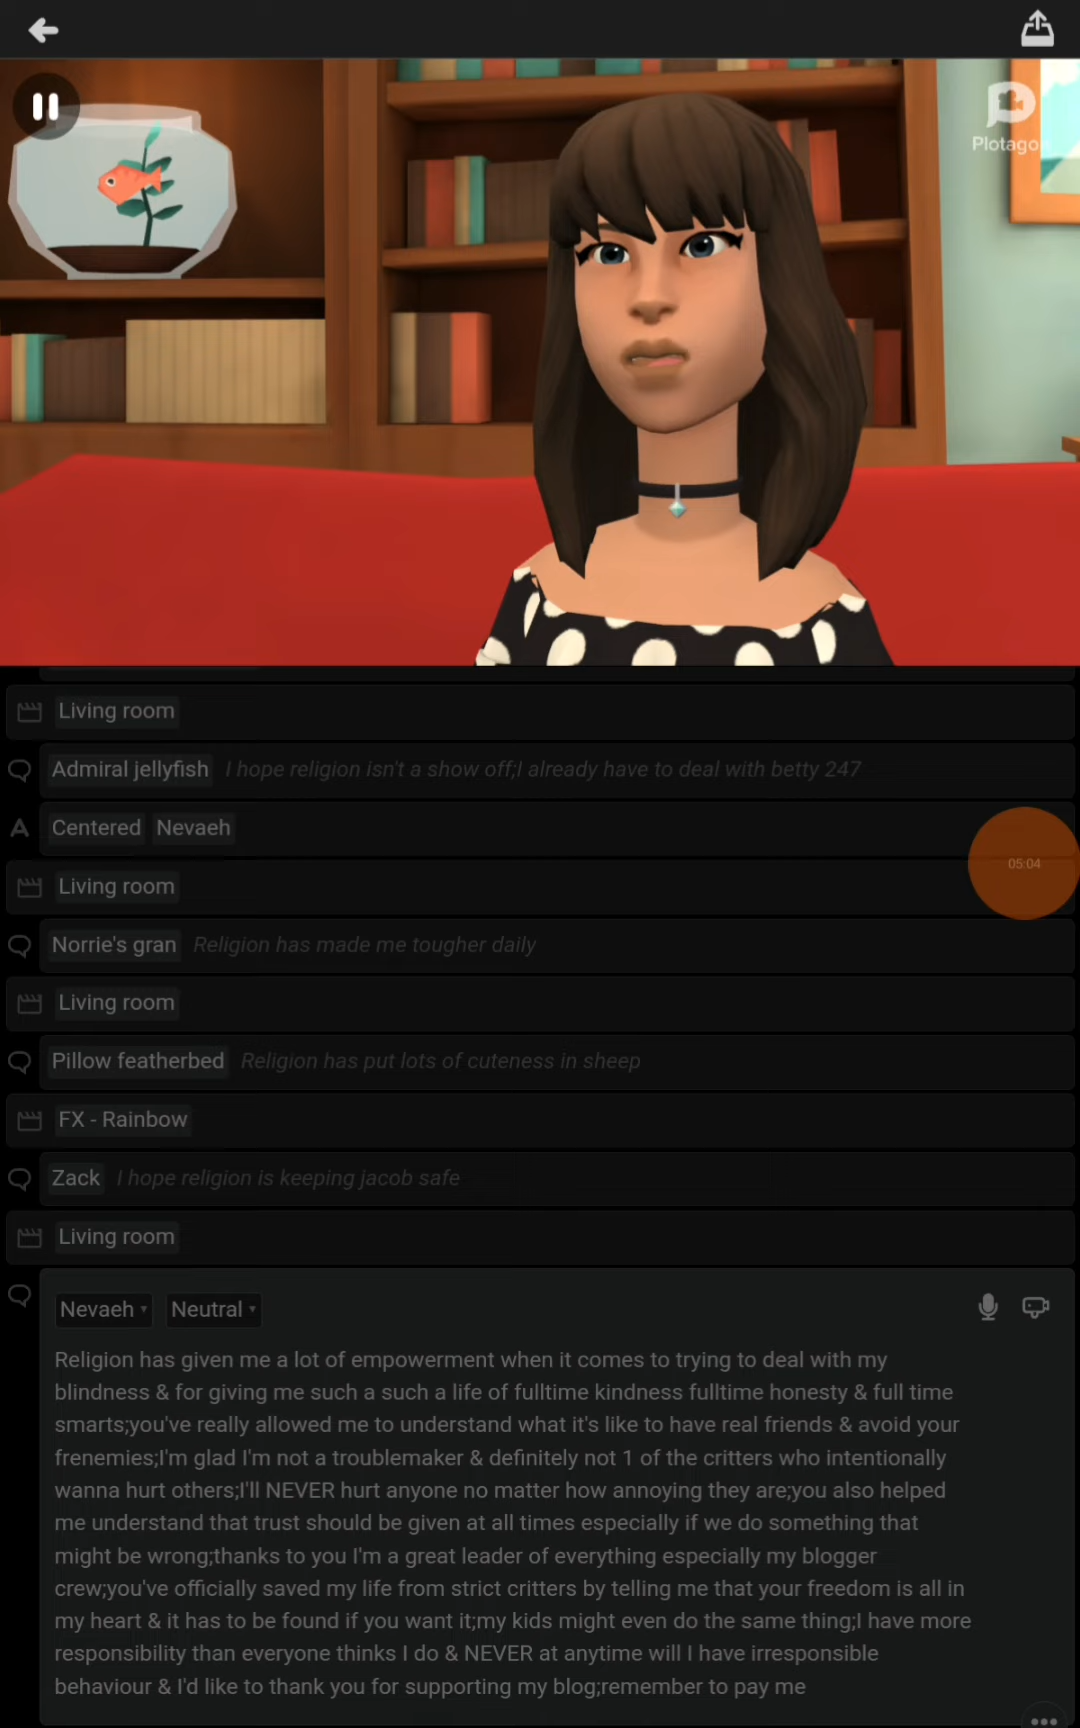 Plotagon
Living room
Admiral jellyfish I hope religion isn't a show off;I already have to deal with betty 247
Centered Nevaeh
05:04
Living room
Norrie's gran Religion has made me tougher daily
Living room
Pillow featherbed Religion has put lots of cuteness in sheep
FX - Rainbow
Zack I hope religion is keeping jacob safe
Living room
Nevaeh Neutral
Religion has given me a lot of empowerment when it comes to trying to deal with my
blindness & for giving me such a such a life of fulltime kindness fulltime honesty & full time
smarts;you've really allowed me to understand what it's like to have real friends & avoid your
frenemies;I'm glad I'm not a troublemaker & definitely not 1 of the critters who intentionally
wanna hurt others;I'll NEVER hurt anyone no matter how annoying they are;you also helped
me understand that trust should be given at all times especially if we do something that
might be wrong;thanks to you I'm a great leader of everything especially my blogger
crew;you've officially saved my life from strict critters by telling me that your freedom is all in
my heart & it has to be found if you want it;my kids might even do the same thing;I have more
responsibility than everyone thinks I do & NEVER at anytime will I have irresponsible
behaviour & I'd like to thank you for supporting my blog;remember to pay me